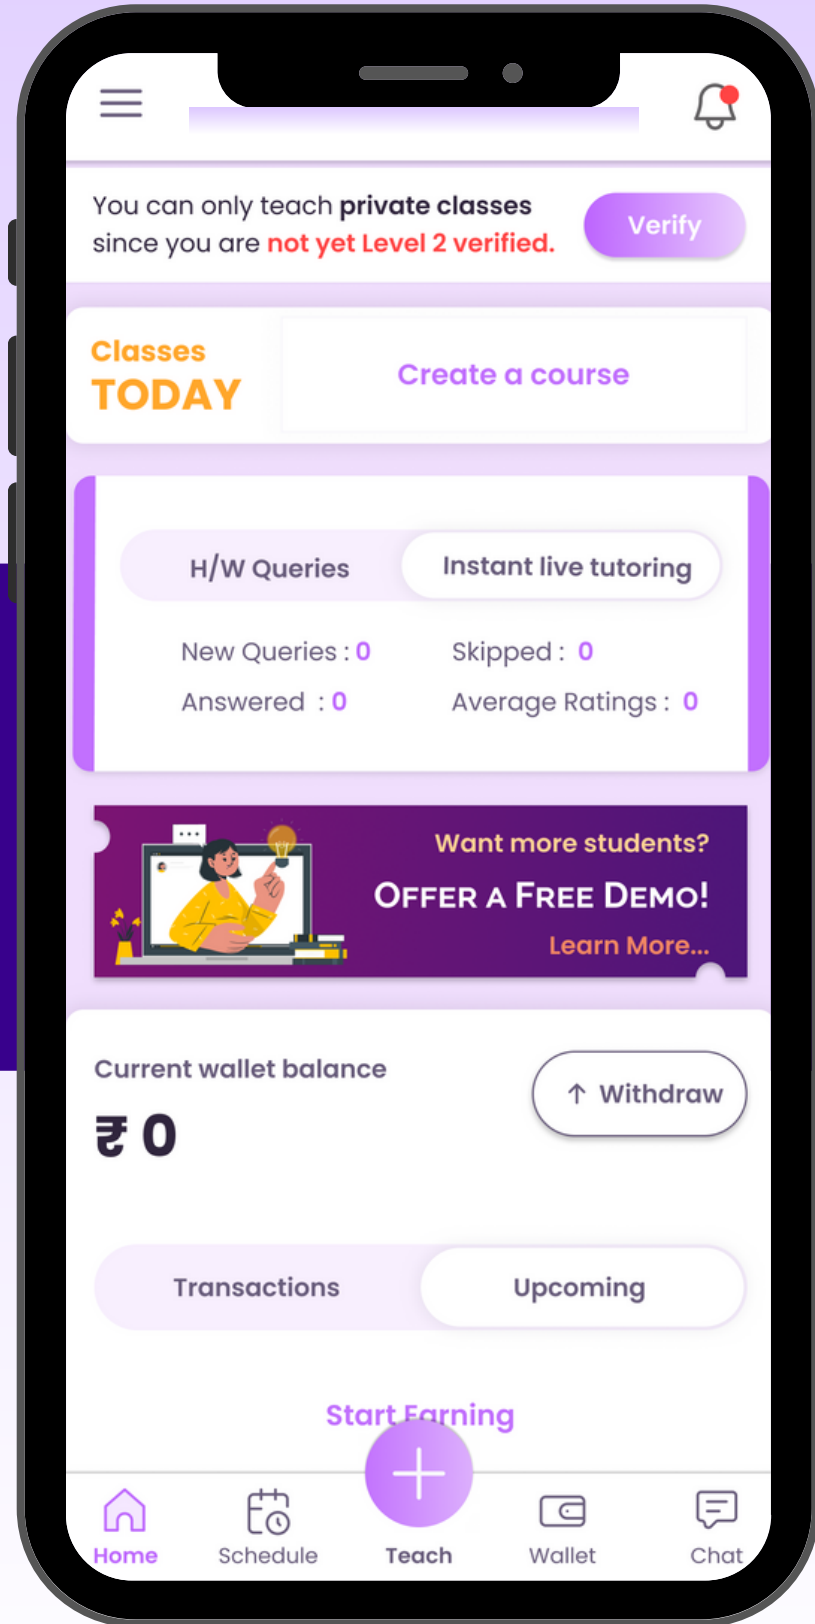 You can only teach private classes
since you are not yet Level 2 verified.
Verify
Classes
TODAY
Create a course
H/W Queries
Instant live tutoring
New Queries : 0
Skipped : 0
Answered : 0
Average Ratings : 0
Want more students?
OFFER A FREE DEMO!
Learn More...
Current wallet balance
₹ 0
↑ Withdraw
Transactions
Upcoming
Start Earning
Home
Schedule
Teach
Wallet
Chat